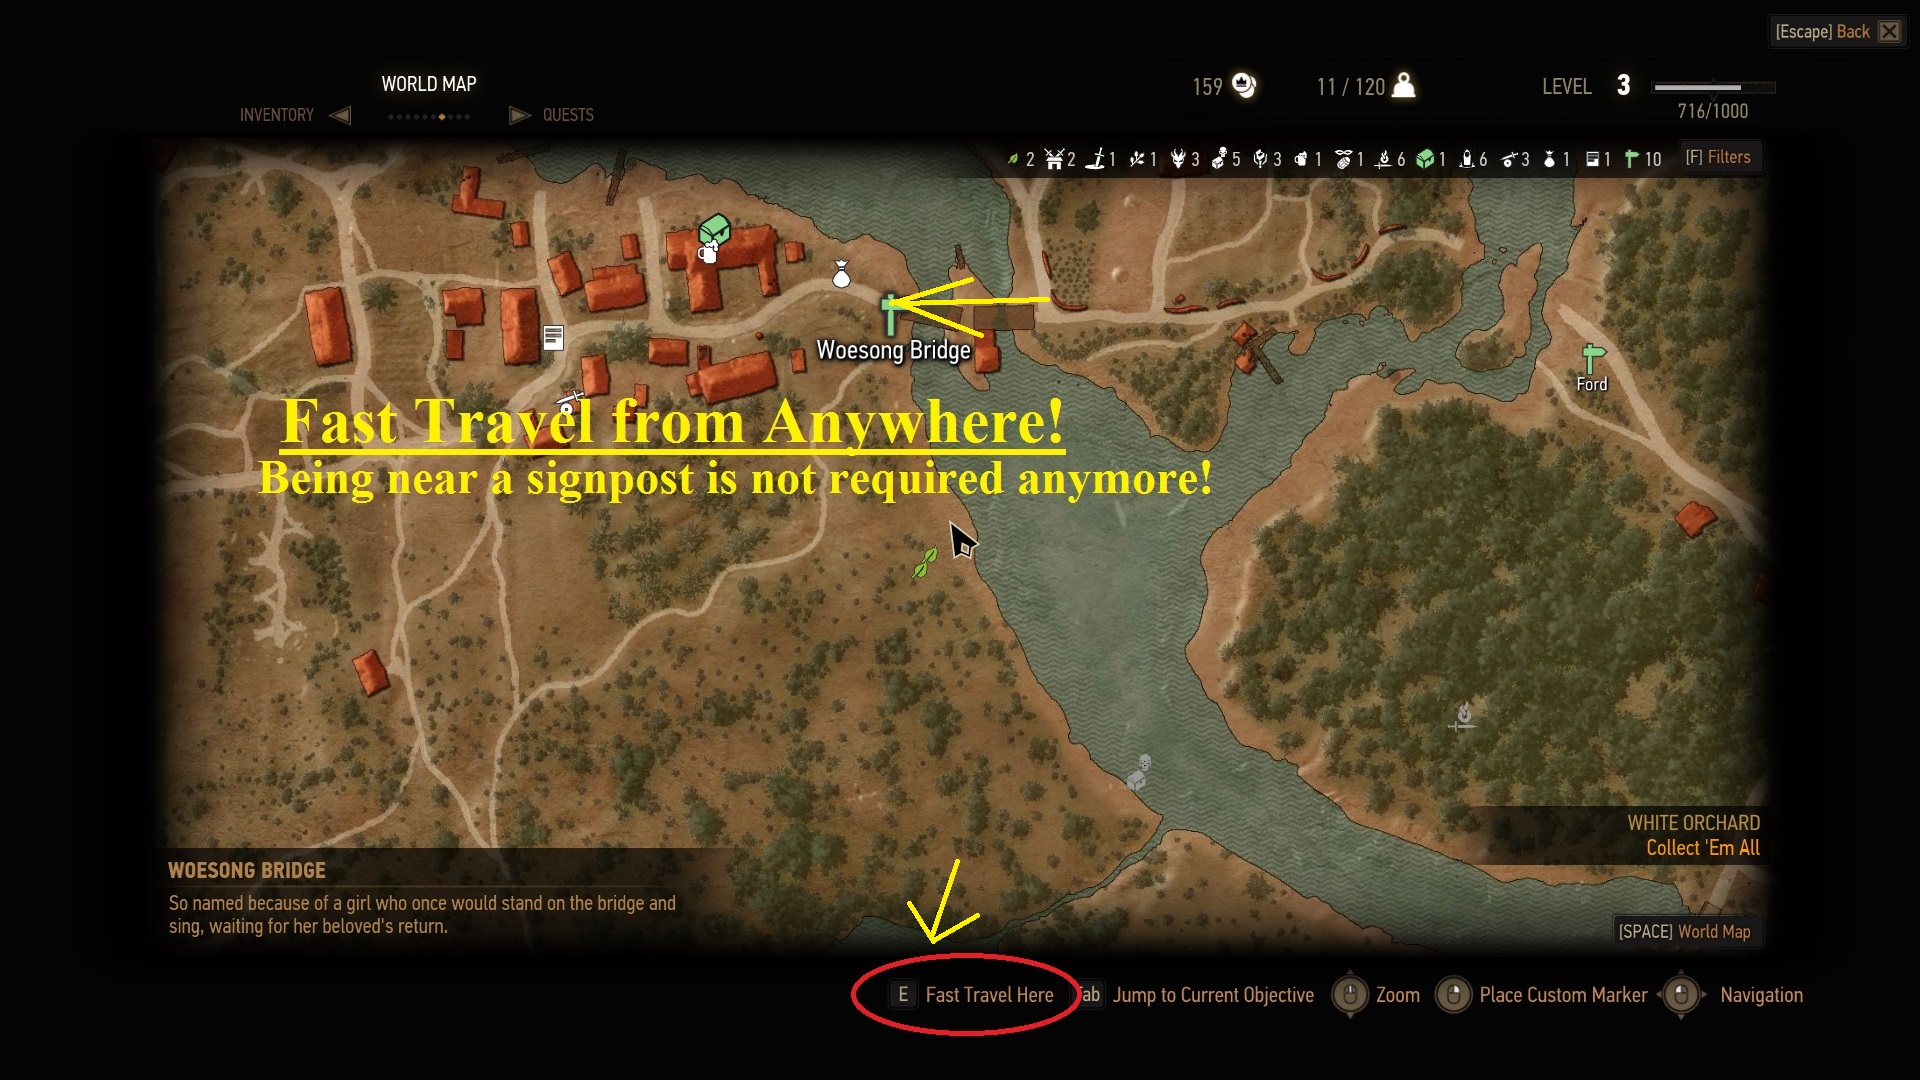 [Escape] Back
WORLD MAP
INVENTORY
QUESTS
159
11 / 120
LEVEL 3
716/1000
2 2 1 1 3 5 3 1 1 6 1 6 3 1 1 10
[F] Filters
Woesong Bridge
Ford
Fast Travel from Anywhere!
Being near a signpost is not required anymore!
WHITE ORCHARD
Collect 'Em All
WOESONG BRIDGE
So named because of a girl who once would stand on the bridge and
sing, waiting for her beloved's return.
[SPACE] World Map
E Fast Travel Here
ab Jump to Current Objective
Zoom
Place Custom Marker
Navigation